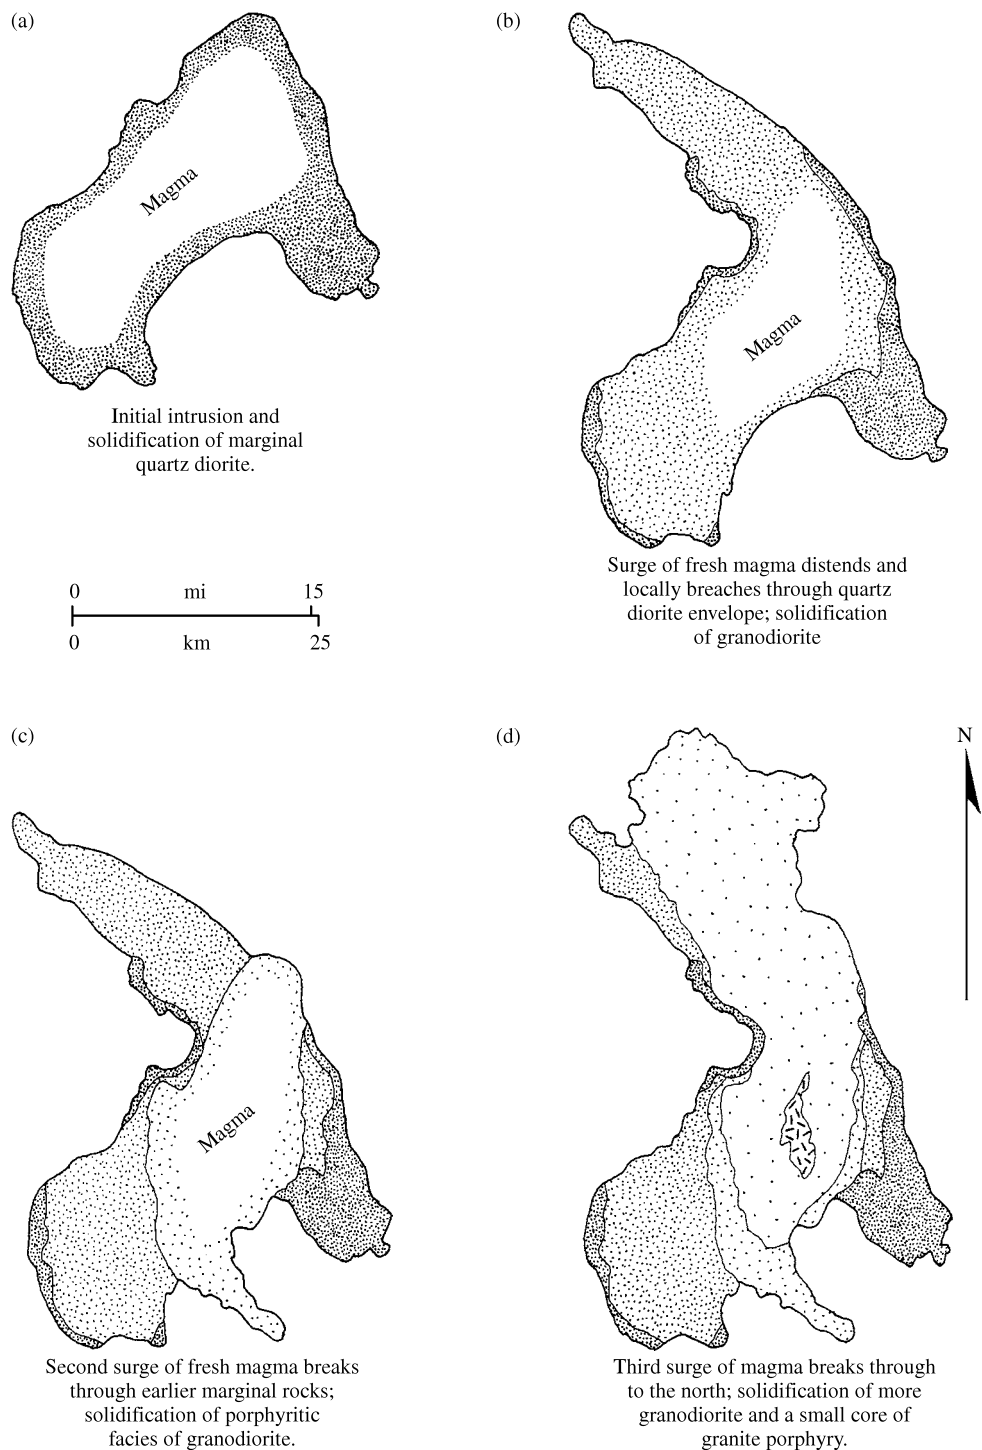 (a)
(b)
Magma
Magma
Initial intrusion and
solidification of marginal
quartz diorite.
Surge of fresh magma distends and
locally breaches through quartz
diorite envelope; solidification
of granodiorite
0 mi 15
0 km 25
(c)
(d)
N
Magma
Second surge of fresh magma breaks
through earlier marginal rocks;
solidification of porphyritic
facies of granodiorite.
Third surge of magma breaks through
to the north; solidification of more
granodiorite and a small core of
granite porphyry.